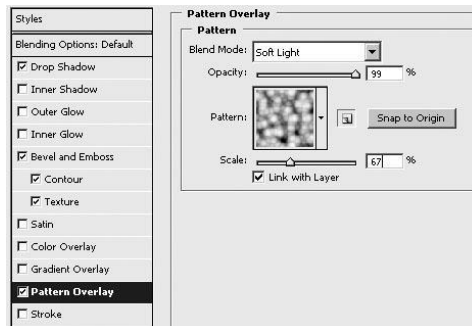 Styles
Blending Options: Default
Drop Shadow
Inner Shadow
Outer Glow
Inner Glow
Bevel and Emboss
Contour
Texture
Satin
Color Overlay
Gradient Overlay
Pattern Overlay
Stroke
Pattern Overlay
Pattern
Blend Mode: Soft Light
Opacity: 99 %
Pattern: Snap to Origin
Scale: 67 %
Link with Layer